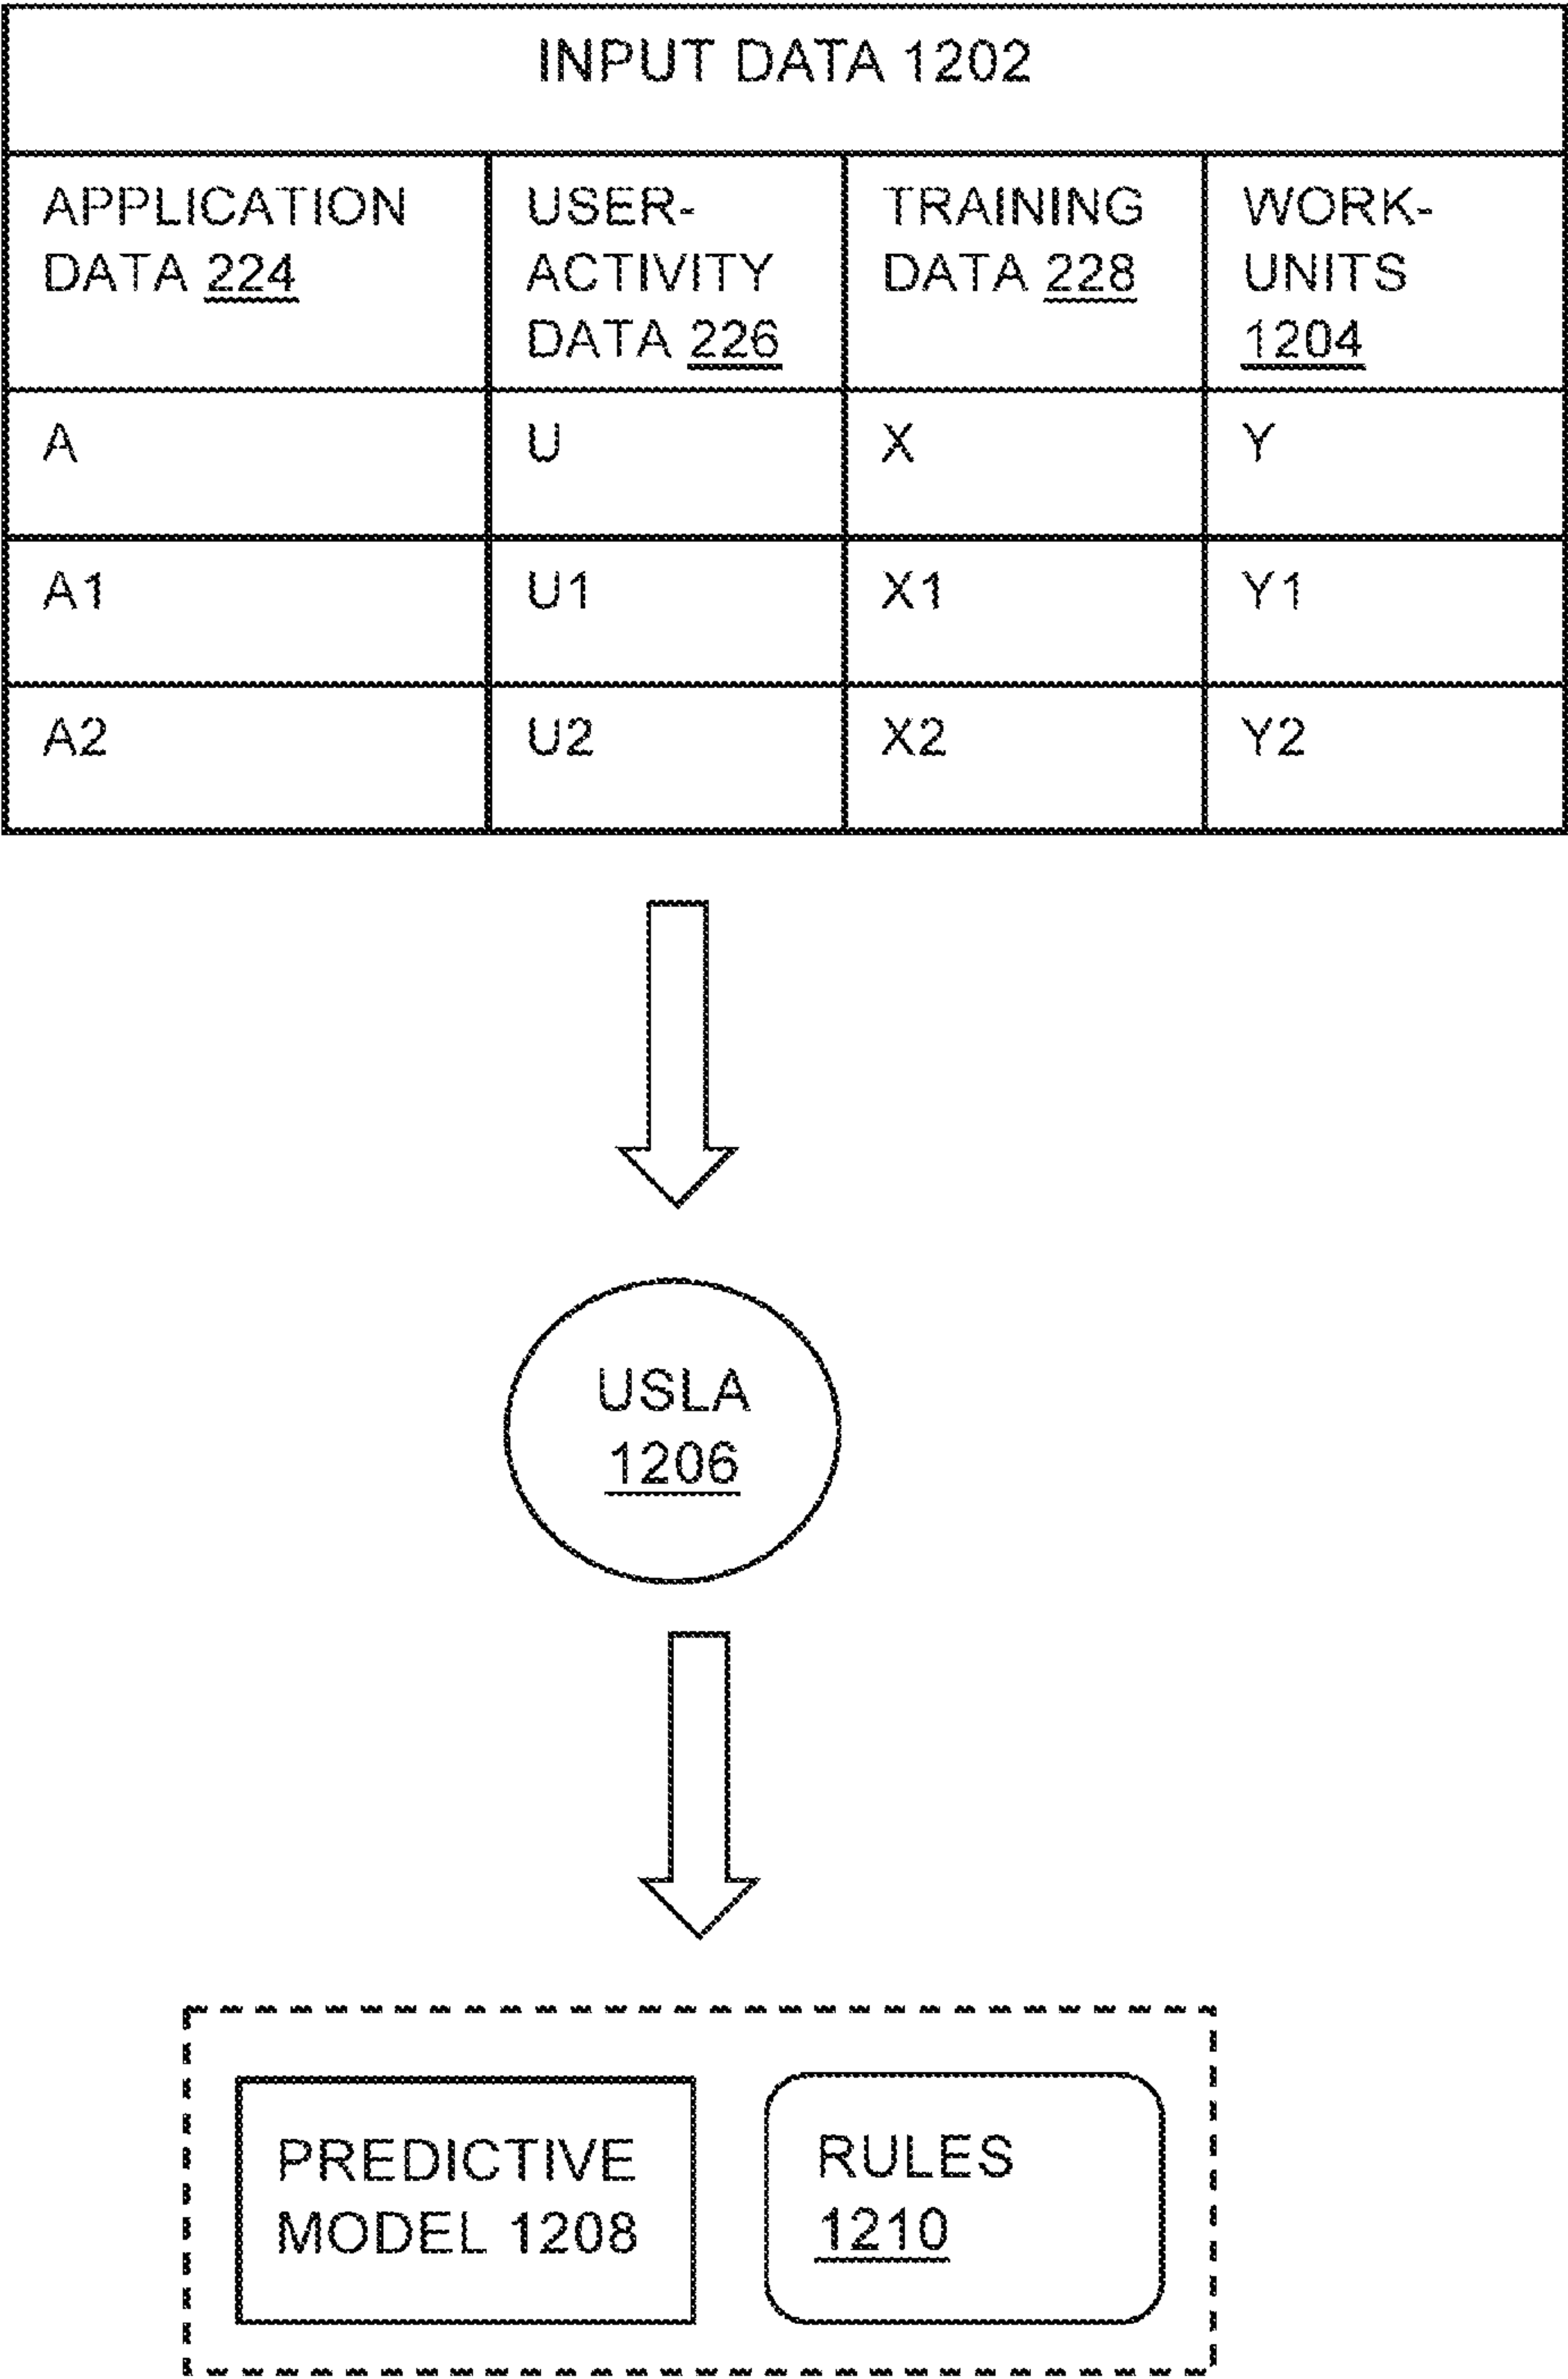 INPUT DATA 1202
APPLICATION
DATA 224
USER-
ACTIVITY
DATA 226
TRAINING
DATA 228
WORK-
UNITS
1204
A
U
X
Y
A1
U1
X1
Y1
A2
U2
X2
Y2
USLA
1206
PREDICTIVE
MODEL 1208
RULES
1210